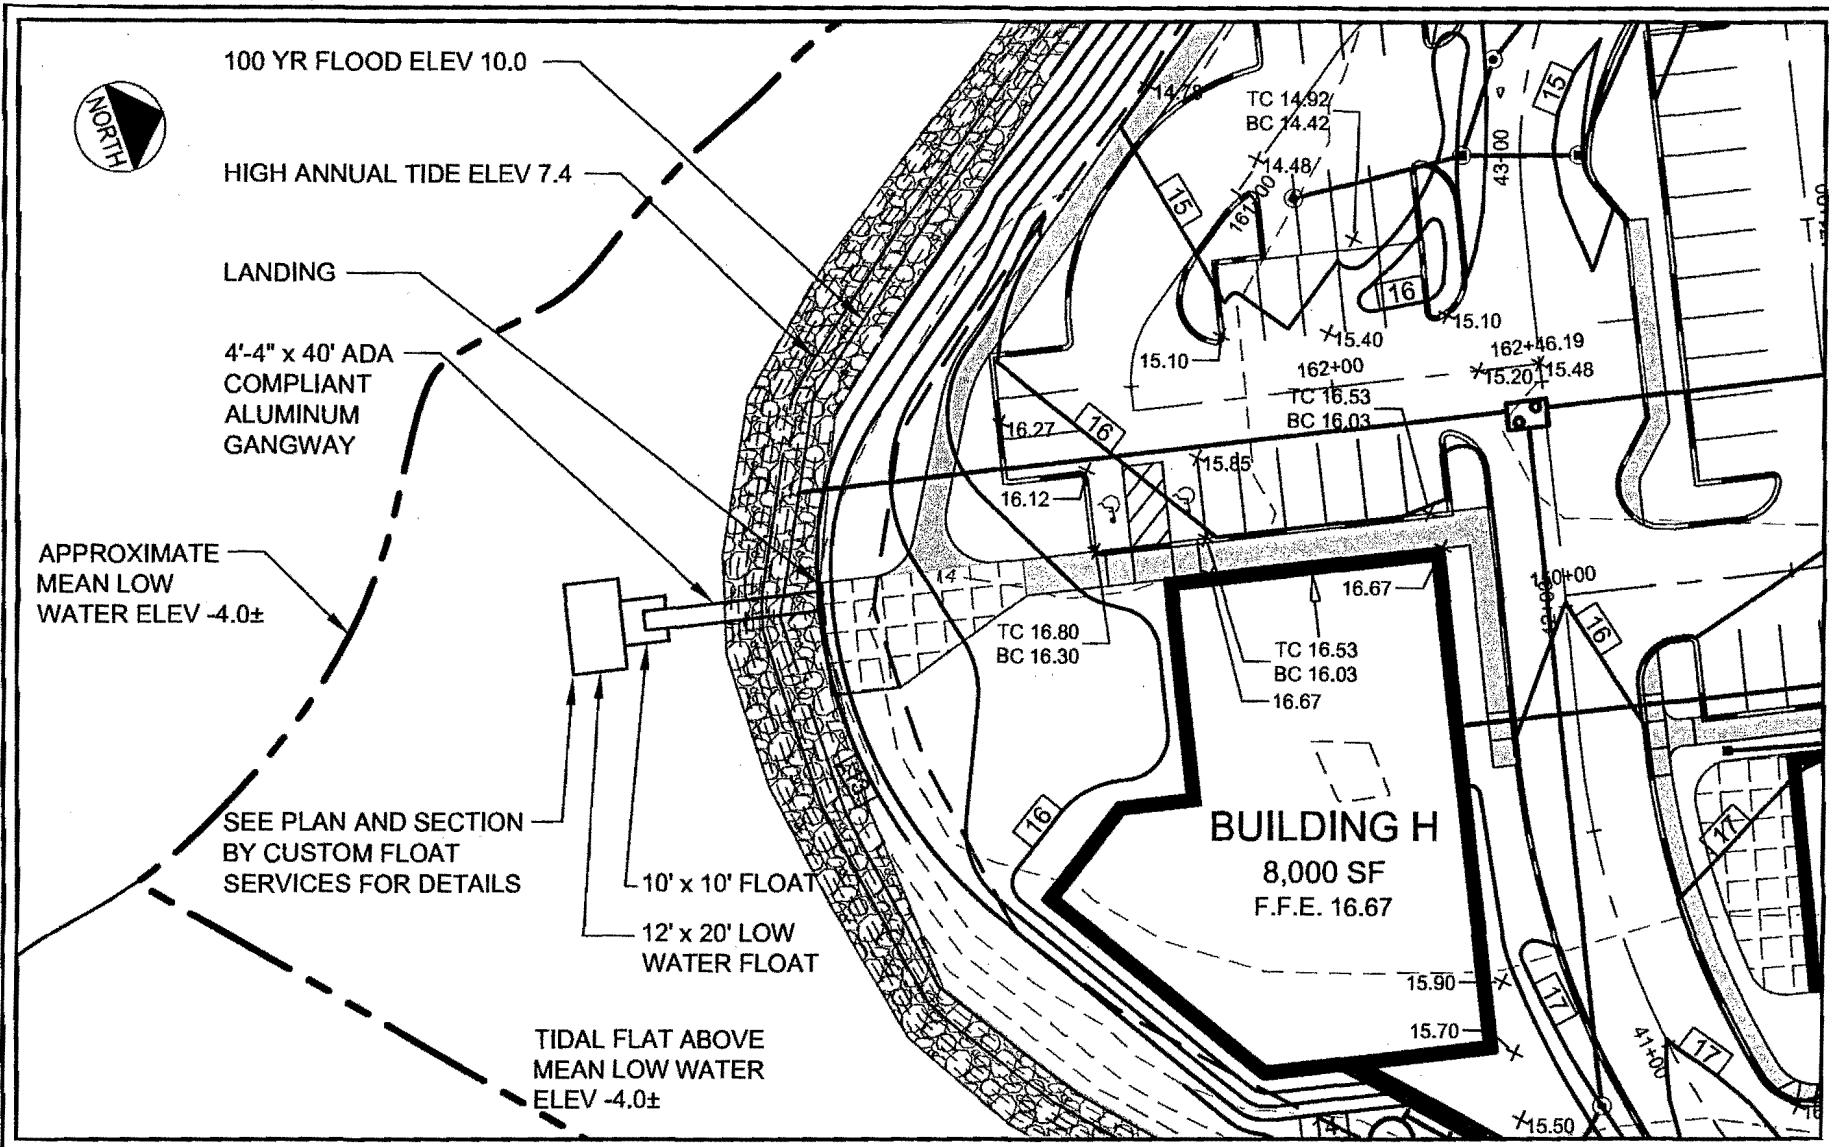 100 YR FLOOD ELEV 10.0
NORTH
HIGH ANNUAL TIDE ELEV 7.4
LANDING
4'-4" x 40' ADA
COMPLIANT
ALUMINUM
GANGWAY
APPROXIMATE
MEAN LOW
WATER ELEV -4.0±
SEE PLAN AND SECTION
BY CUSTOM FLOAT
SERVICES FOR DETAILS
10' x 10' FLOAT
12' x 20' LOW
WATER FLOAT
TIDAL FLAT ABOVE
MEAN LOW WATER
ELEV -4.0±
14.78
TC 14.92
BC 14.42
14.48
161+00
15
15
43+00
16
15.10
15.40
15.10
162+46.19
15.20
15.48
162+00
TC 16.53
BC 16.03
16
16.27
15.85
16.12
14
16.67
TC 16.80
BC 16.30
TC 16.53
BC 16.03
16.67
16
13
16
BUILDING H
8,000 SF
F.F.E. 16.67
17
15.90
17
15.70
41+00
17
14
15.50